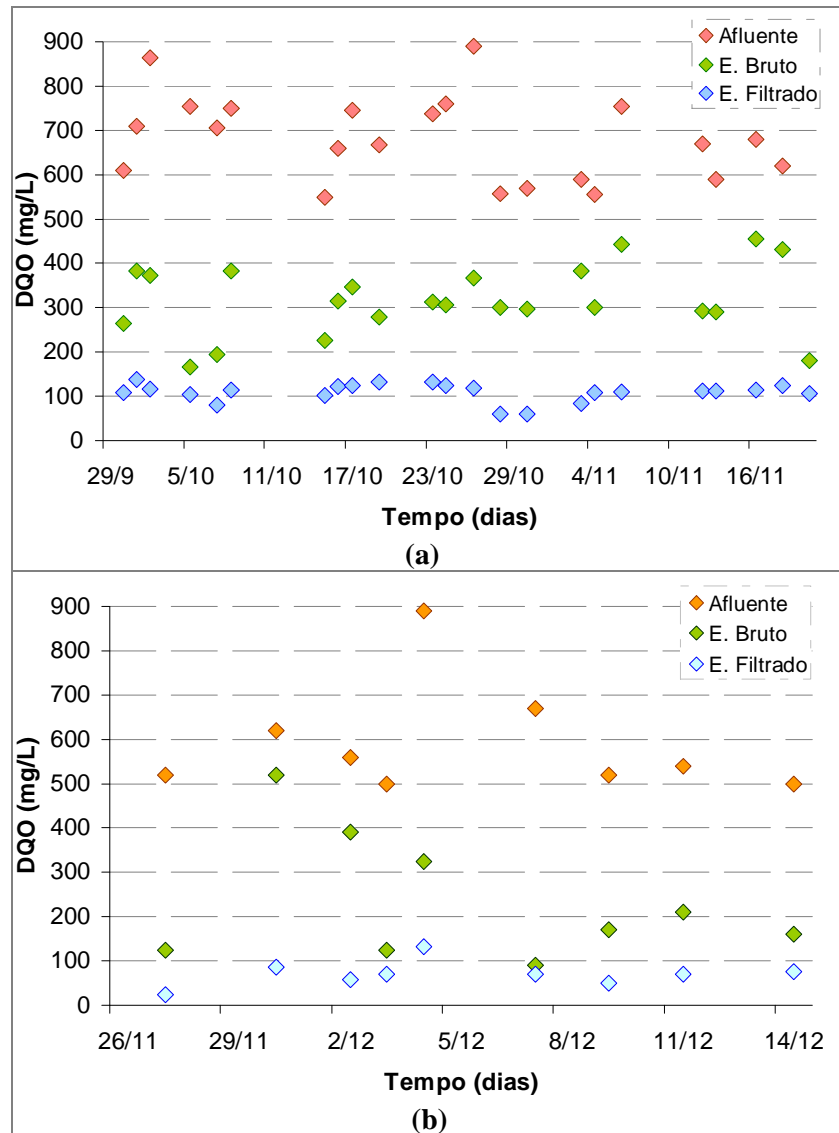 Afluente
E. Bruto
E. Filtrado
900
800
700
600
500
400
300
200
100
0
DQO (mg/L)
29/9 5/10 11/10 17/10 23/10 29/10 4/11 10/11 16/11
Tempo (dias)
(a)
Afluente
E. Bruto
E. Filtrado
900
800
700
600
500
400
300
200
100
0
DQO (mg/L)
26/11 29/11 2/12 5/12 8/12 11/12 14/12
Tempo (dias)
(b)